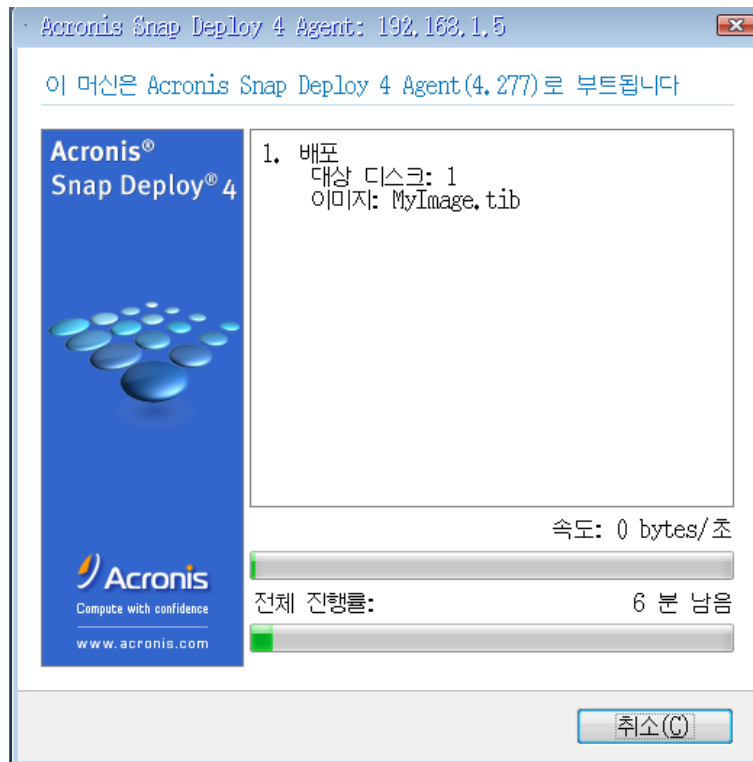 Acronis Snap Deploy 4 Agent: 192.168.1.5
이 머신은 Acronis Snap Deploy 4 Agent(4.277)로 부트됩니다
Acronis®
Snap Deploy® 4
1. 배포
대상 디스크: 1
이미지: MyImage.tib
속도: 0 bytes/초
전체 진행률: 6 분 남음
Acronis
Compute with confidence
www.acronis.com
취소(C)